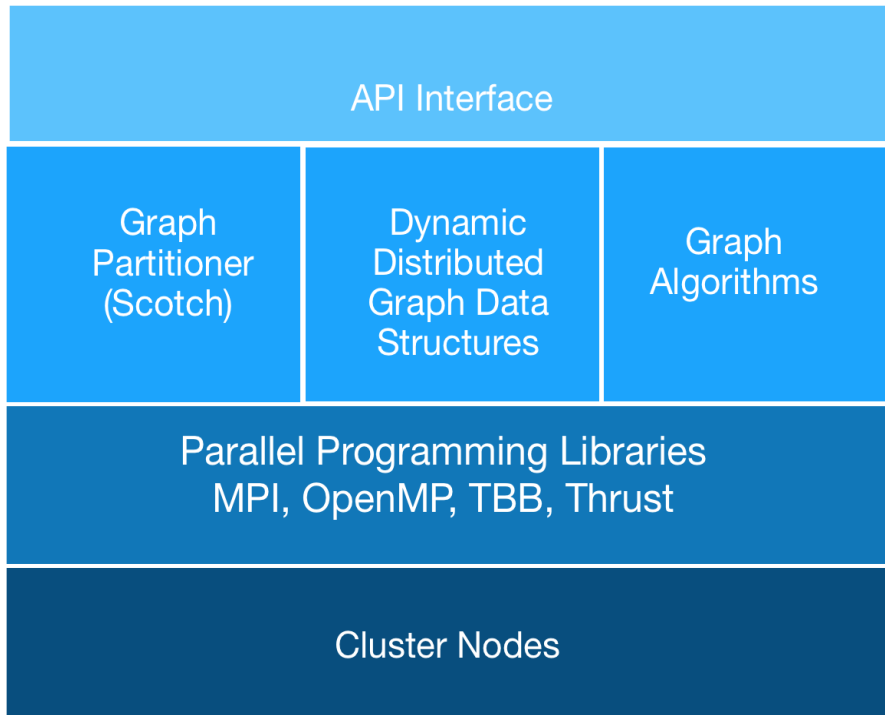 API Interface
Graph
Partitioner
(Scotch)
Dynamic
Distributed
Graph Data
Structures
Graph
Algorithms
Parallel Programming Libraries
MPI, OpenMP, TBB, Thrust
Cluster Nodes